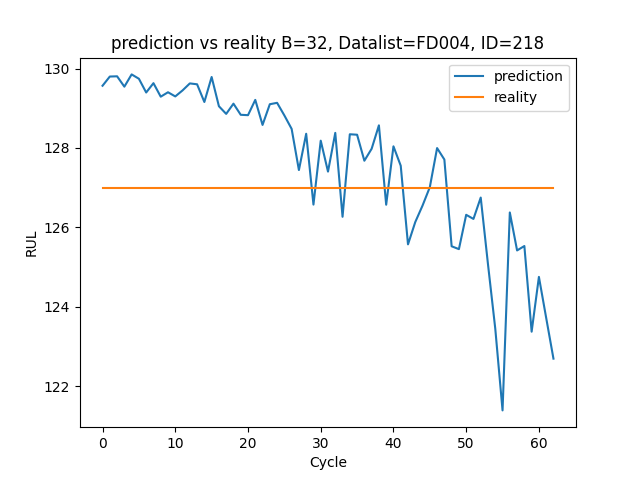 prediction vs reality B=32, Datalist=FD004, ID=218
prediction
reality
130
128
126
124
122
RUL
0 10 20 30 40 50 60
Cycle